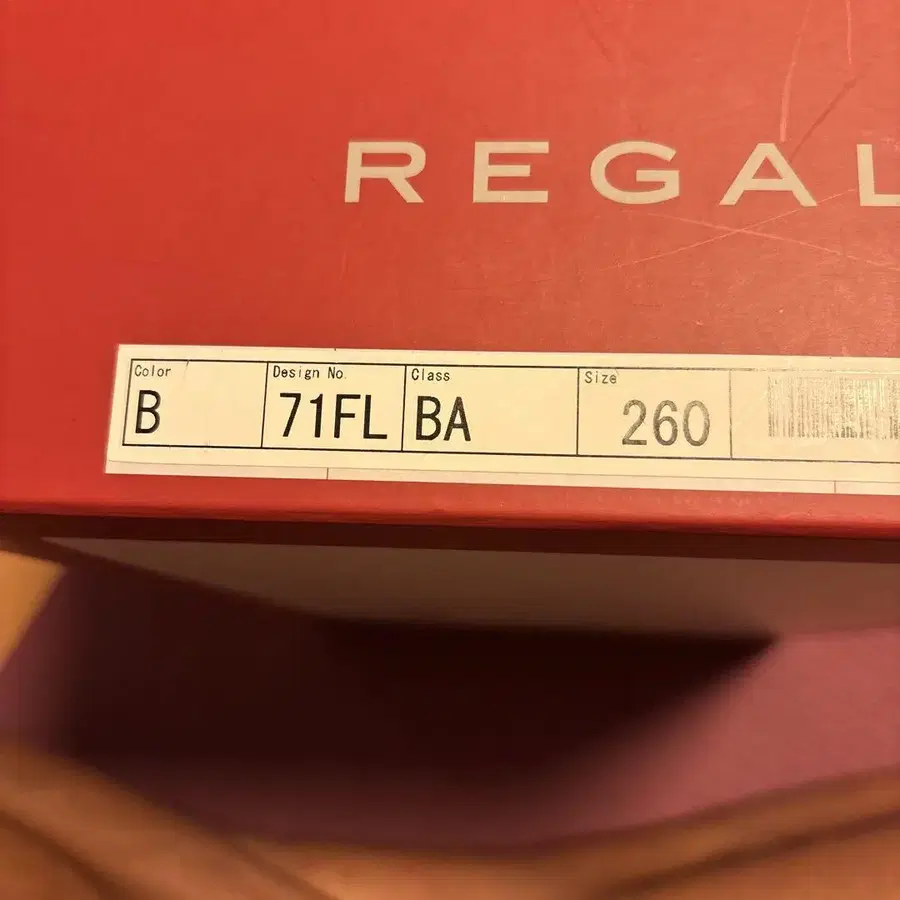 REGAL
Color Design No. Class Size
B 71FL BA 260